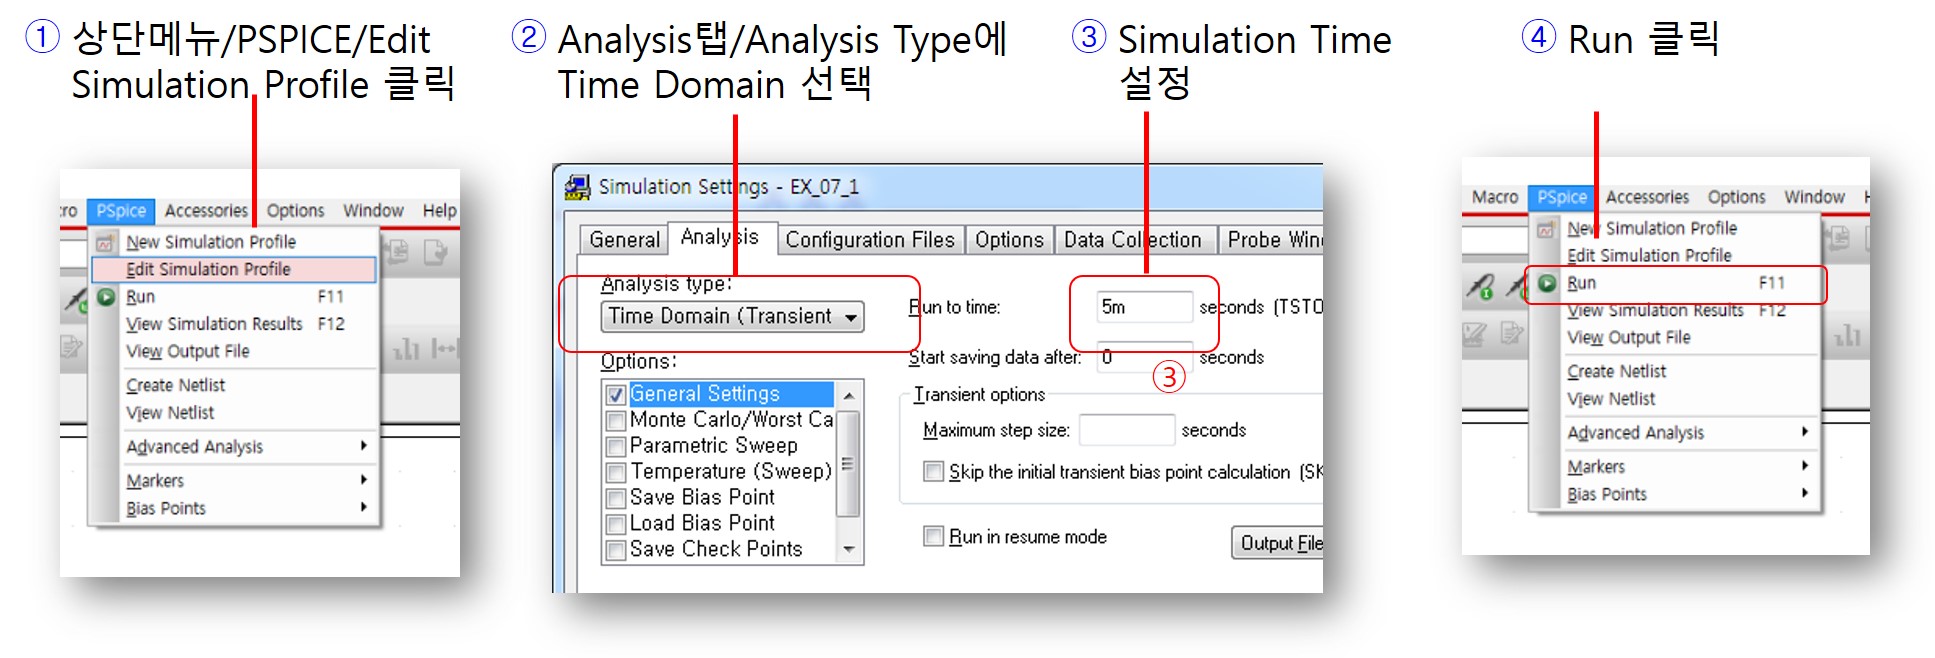 ① 상단메뉴/PSPICE/Edit
Simulation Profile 클릭
② Analysis탭/Analysis Type에
Time Domain 선택
③ Simulation Time
설정
④ Run 클릭
cro PSpice Accessories Options Window Help
New Simulation Profile
Edit Simulation Profile
Run F11
View Simulation Results F12
View Output File
Create Netlist
View Netlist
Advanced Analysis
Markers
Bias Points
Simulation Settings - EX_07_1
General Analysis Configuration Files Options Data Collection Probe Win
Analysis type:
Time Domain (Transient
Run to time: 5m seconds (TSTO
Start saving data after: 0 seconds
③
Options:
General Settings
Monte Carlo/Worst Ca
Parametric Sweep
Temperature (Sweep)
Save Bias Point
Load Bias Point
Save Check Points
Transient options
Maximum step size: seconds
Skip the initial transient bias point calculation (SK
Run in resume mode
Output File
Macro PSpice Accessories Options Window H
New Simulation Profile
Edit Simulation Profile
Run F11
View Simulation Results F12
View Output File
Create Netlist
View Netlist
Advanced Analysis
Markers
Bias Points